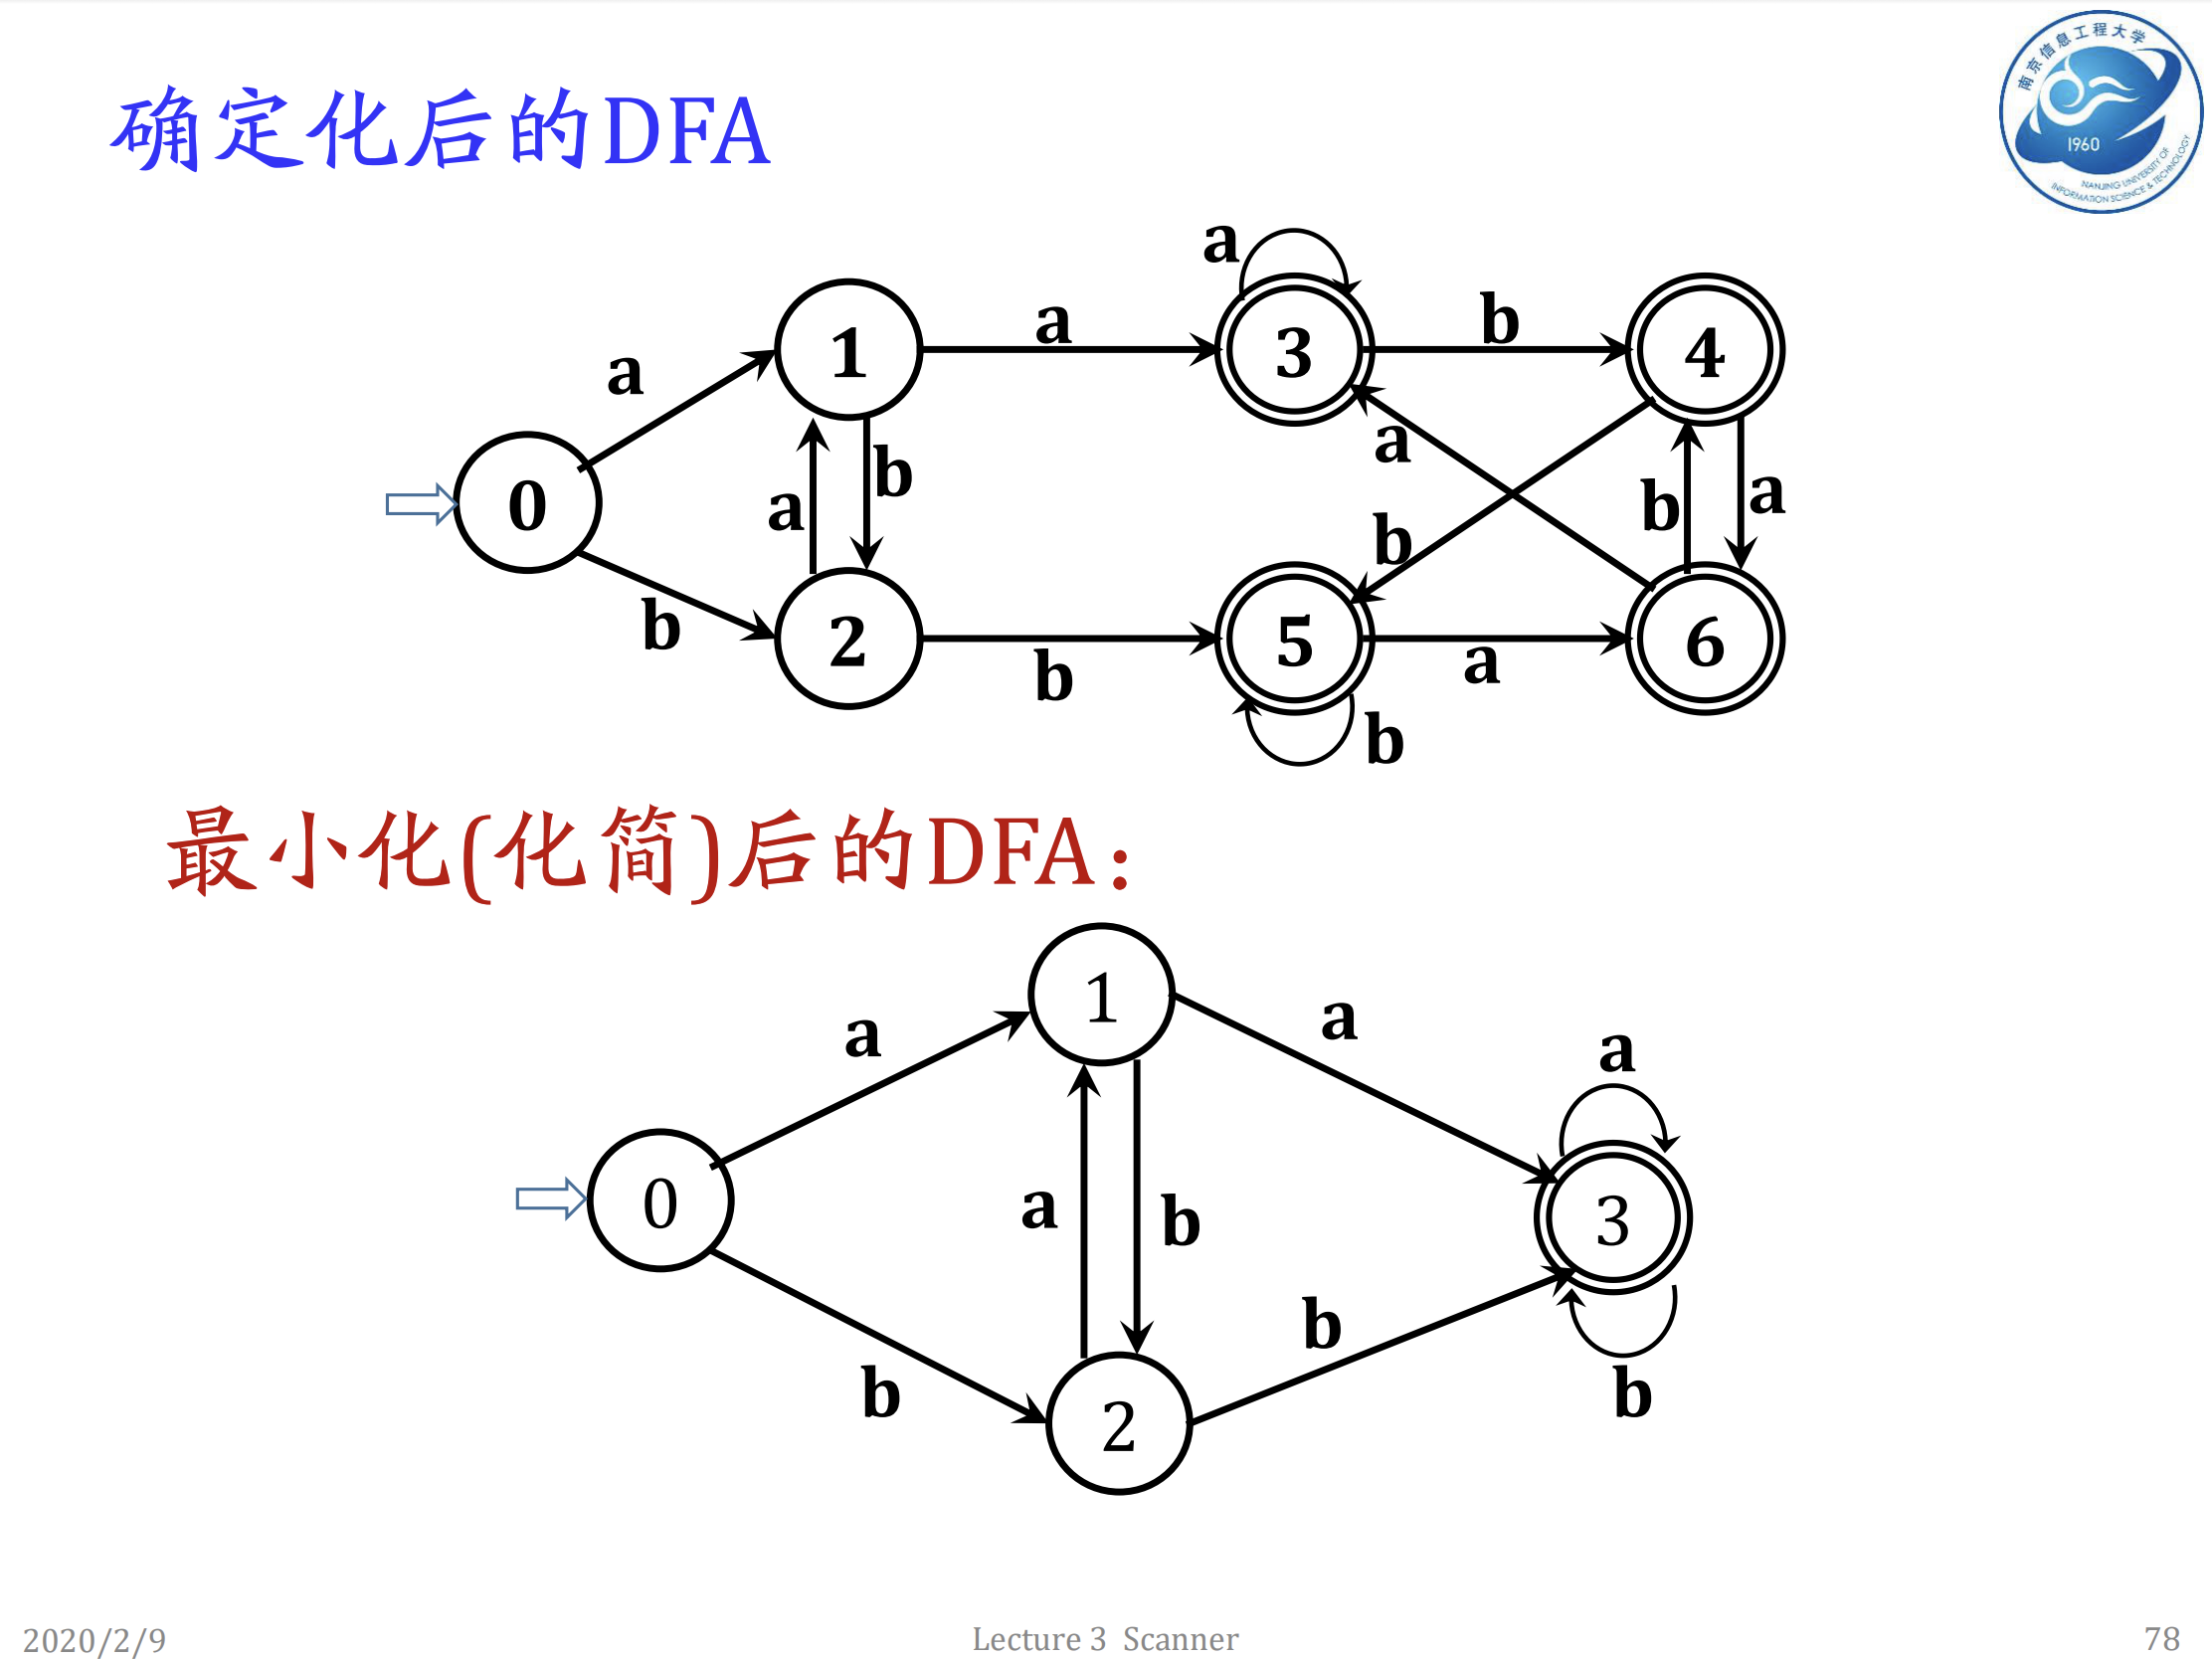 确定化后的DFA
南京信息工程大学
1960
NANJING UNIVERSITY OF
INFORMATION SCIENCE & TECHNOLOGY
a
1
a
a
3
b
4
0
a
b
a
b
b
a
b
2
b
5
a
6
b
最小化(化简)后的DFA:
1
a
a
a
0
a
b
3
b
b
2
b
2020/2/9
Lecture 3 Scanner
78